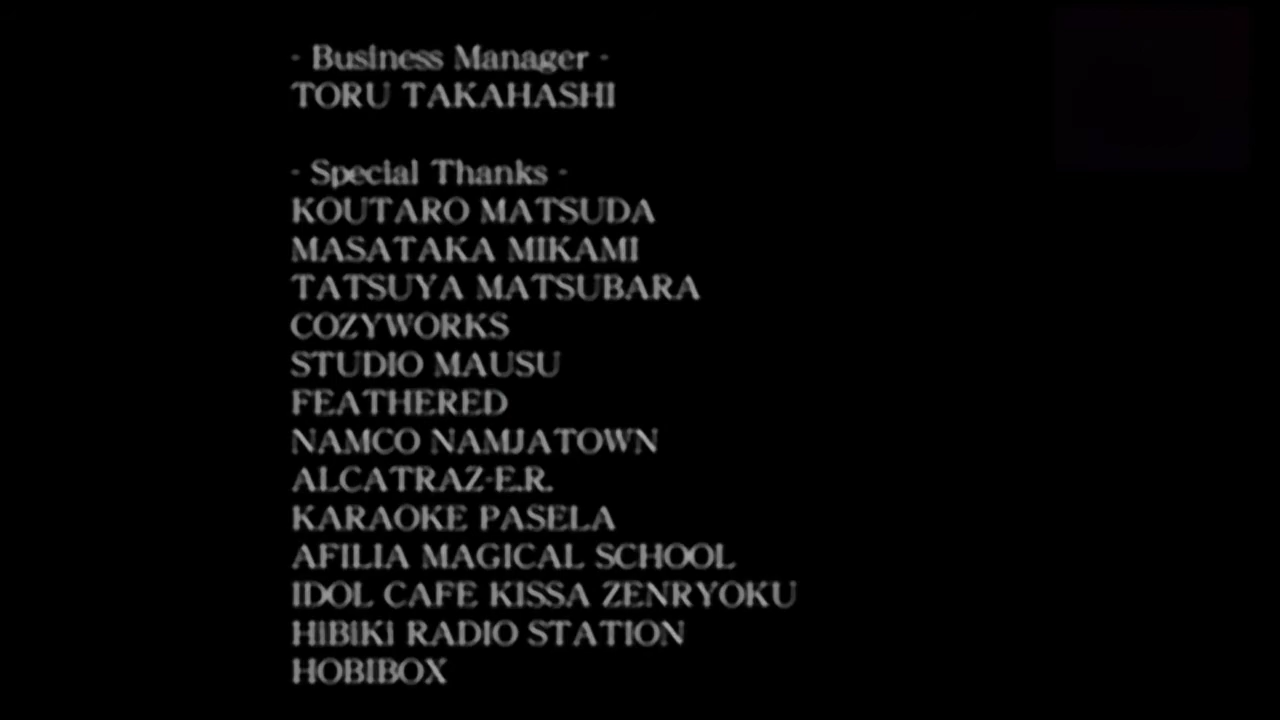 - Business Manager -
TORU TAKAHASHI
- Special Thanks -
KOUTARO MATSUDA
MASATAKA MIKAMI
TATSUYA MATSUBARA
COZYWORKS
STUDIO MAUSU
FEATHERED
NAMCO NAMJATOWN
ALCATRAZ-E.R.
KARAOKE PASELA
AFILIA MAGICAL SCHOOL
IDOL CAFE KISSA ZENRYOKU
HiBiKi RADIO STATION
HOBIBOX